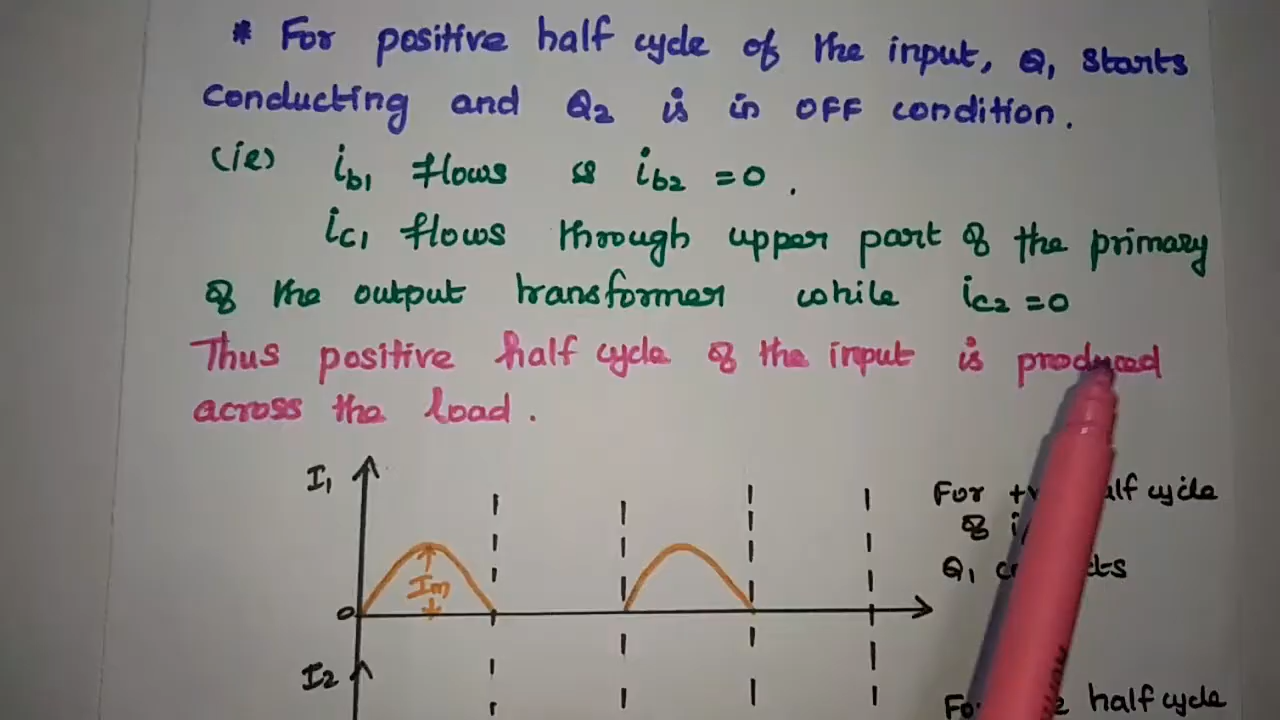 * For positive half cycle of the input, Q1 starts
conducting and Q2 is in OFF condition.
(ie) ib1 flows & ib2 = 0 .
ic1 flows through upper part of the primary
of the output transformer while ic2 = 0
Thus positive half cycle of the input is produced
across the load .
I1
Im
0
I2
For half cycle
of
Q1
For half cycle